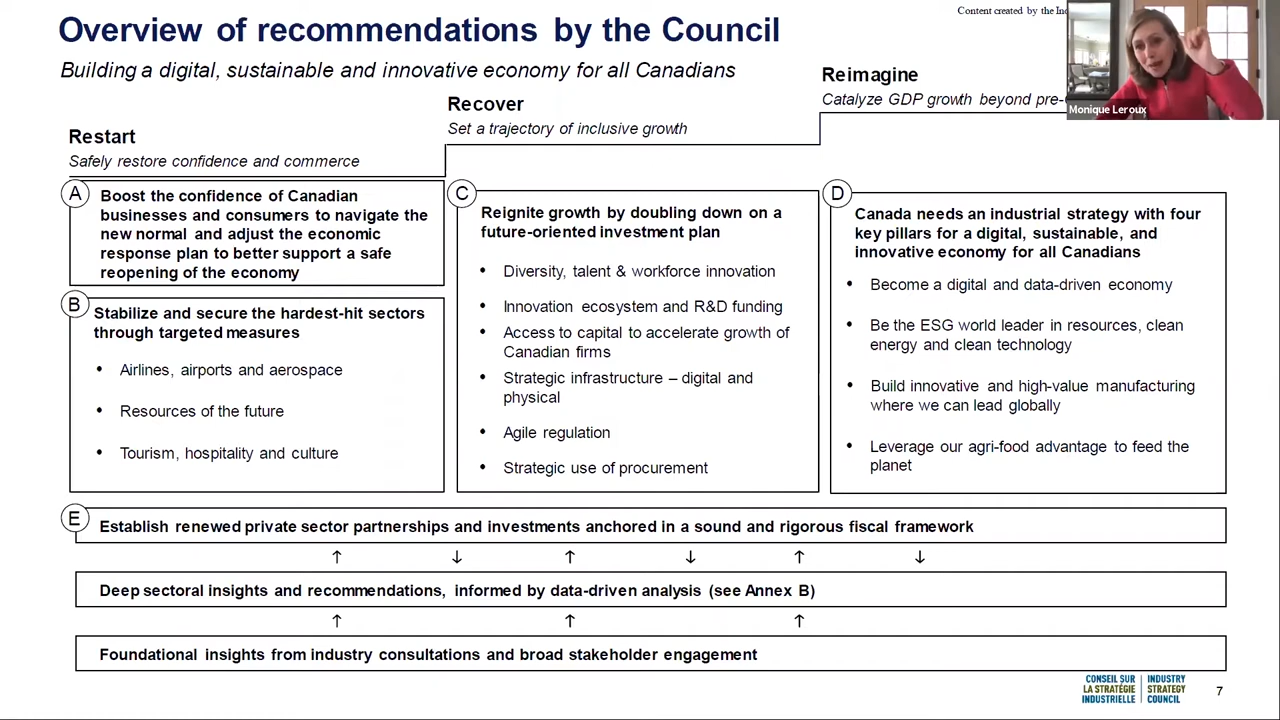 Content created by the
Overview of recommendations by the Council
Building a digital, sustainable and innovative economy for all Canadians
Monique Leroux
Restart
Safely restore confidence and commerce
Recover
Set a trajectory of inclusive growth
Reimagine
Catalyze GDP growth beyond
A
Boost the confidence of Canadian
businesses and consumers to navigate the
new normal and adjust the economic
response plan to better support a safe
reopening of the economy
B
Stabilize and secure the hardest-hit sectors
through targeted measures
• Airlines, airports and aerospace
• Resources of the future
• Tourism, hospitality and culture
C
Reignite growth by doubling down on a
future-oriented investment plan
• Diversity, talent & workforce innovation
• Innovation ecosystem and R&D funding
• Access to capital to accelerate growth of
Canadian firms
• Strategic infrastructure – digital and
physical
• Agile regulation
• Strategic use of procurement
D
Canada needs an industrial strategy with four
key pillars for a digital, sustainable, and
innovative economy for all Canadians
• Become a digital and data-driven economy
• Be the ESG world leader in resources, clean
energy and clean technology
• Build innovative and high-value manufacturing
where we can lead globally
• Leverage our agri-food advantage to feed the
planet
E
Establish renewed private sector partnerships and investments anchored in a sound and rigorous fiscal framework
Deep sectoral insights and recommendations, informed by data-driven analysis (see Annex B)
Foundational insights from industry consultations and broad stakeholder engagement
CONSEIL SUR
LA STRATÉGIE
INDUSTRIELLE
INDUSTRY
STRATEGY
COUNCIL
7